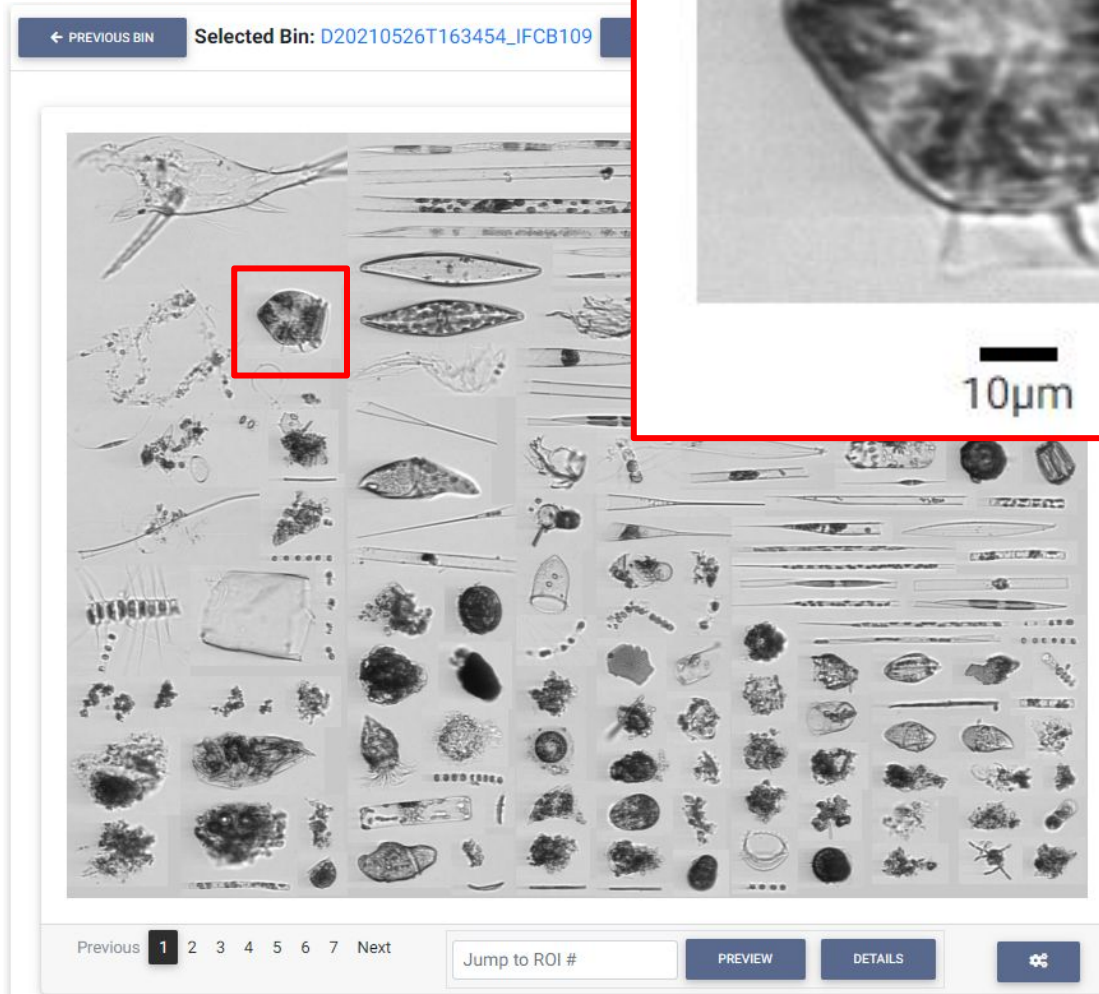 ← PREVIOUS BIN
Selected Bin: D20210526T163454_IFCB109
10µm
Previous 1 2 3 4 5 6 7 Next
Jump to ROI #
PREVIEW
DETAILS